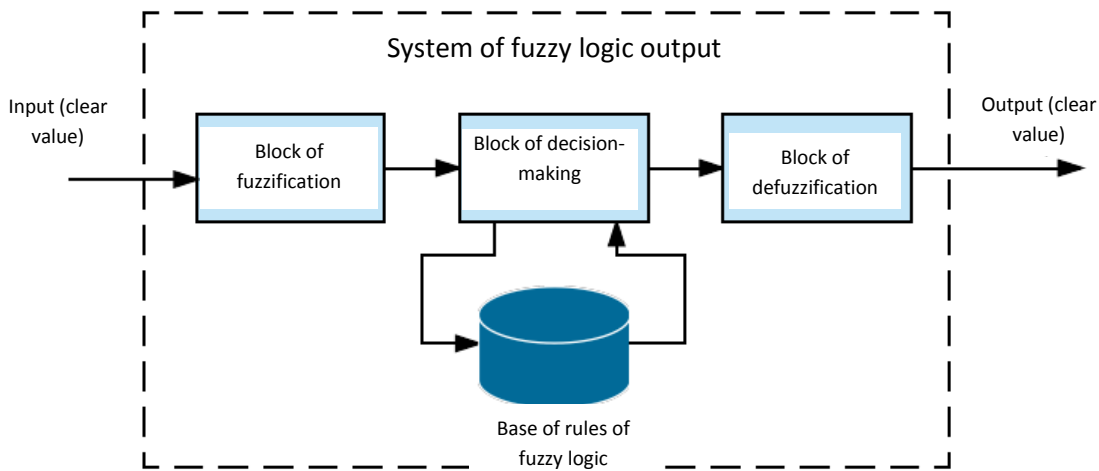 System of fuzzy logic output
Input (clear
value)
Block of
fuzzification
Block of decision-
making
Block of
defuzzification
Output (clear
value)
Base of rules of
fuzzy logic